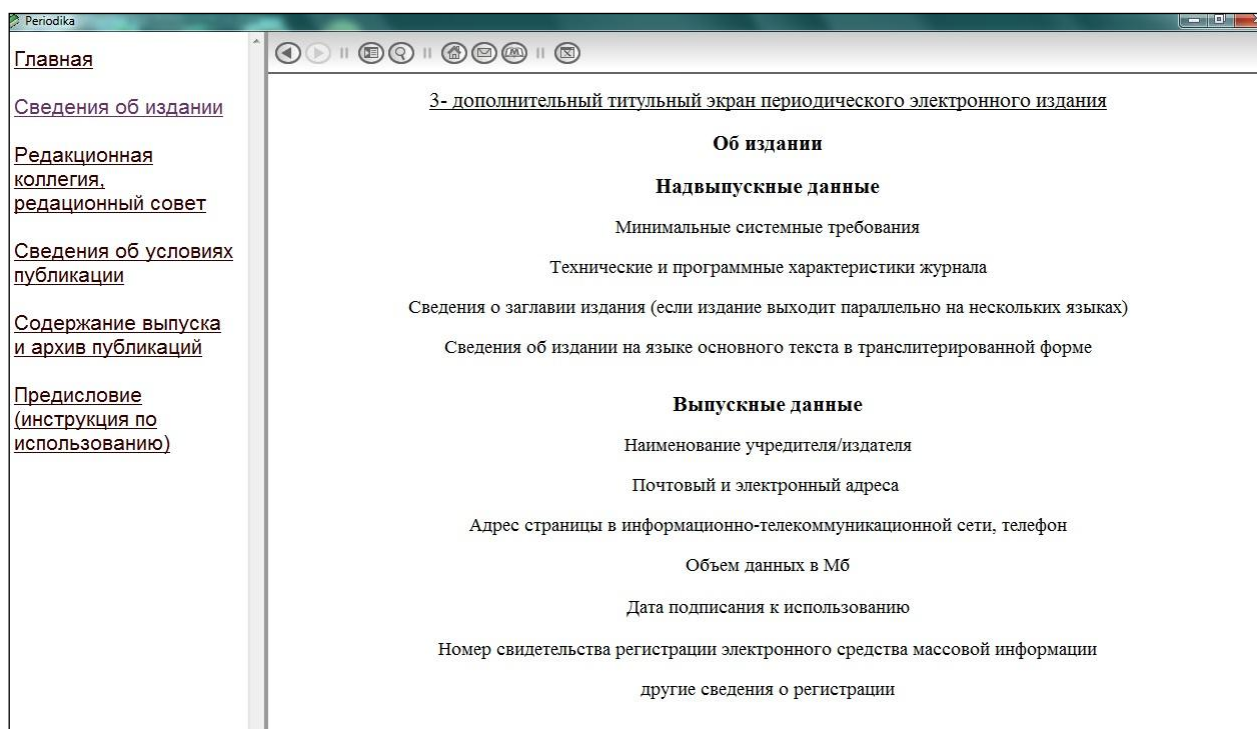 Periodika
Главная
Сведения об издании
Редакционная
коллегия,
редационный совет
Сведения об условиях
публикации
Содержание выпуска
и архив публикаций
Предисловие
(инструкция по
использованию)
3- дополнительный титульный экран периодического электронного издания
Об издании
Надвыпускные данные
Минимальные системные требования
Технические и программные характеристики журнала
Сведения о заглавии издания (если издание выходит параллельно на нескольких языках)
Сведения об издании на языке основного текста в транслитерированной форме
Выпускные данные
Наименование учредителя/издателя
Почтовый и электронный адреса
Адрес страницы в информационно-телекоммуникационной сети, телефон
Объем данных в Мб
Дата подписания к использованию
Номер свидетельства регистрации электронного средства массовой информации
другие сведения о регистрации